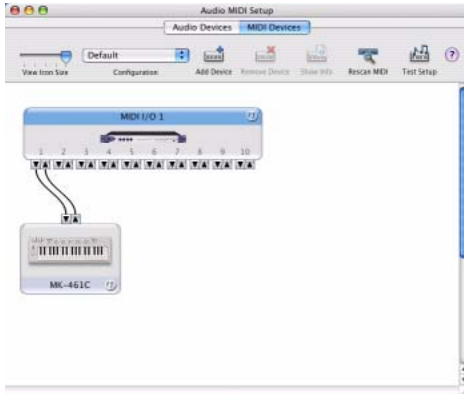 Audio MIDI Setup
Audio Devices MIDI Devices
Default
View Icon Size Configuration Add Device Remove Device Show Info Rescan MIDI Test Setup
?
MIDI I/O 1
1 2 3 4 5 6 7 8 9 10
MK-461C